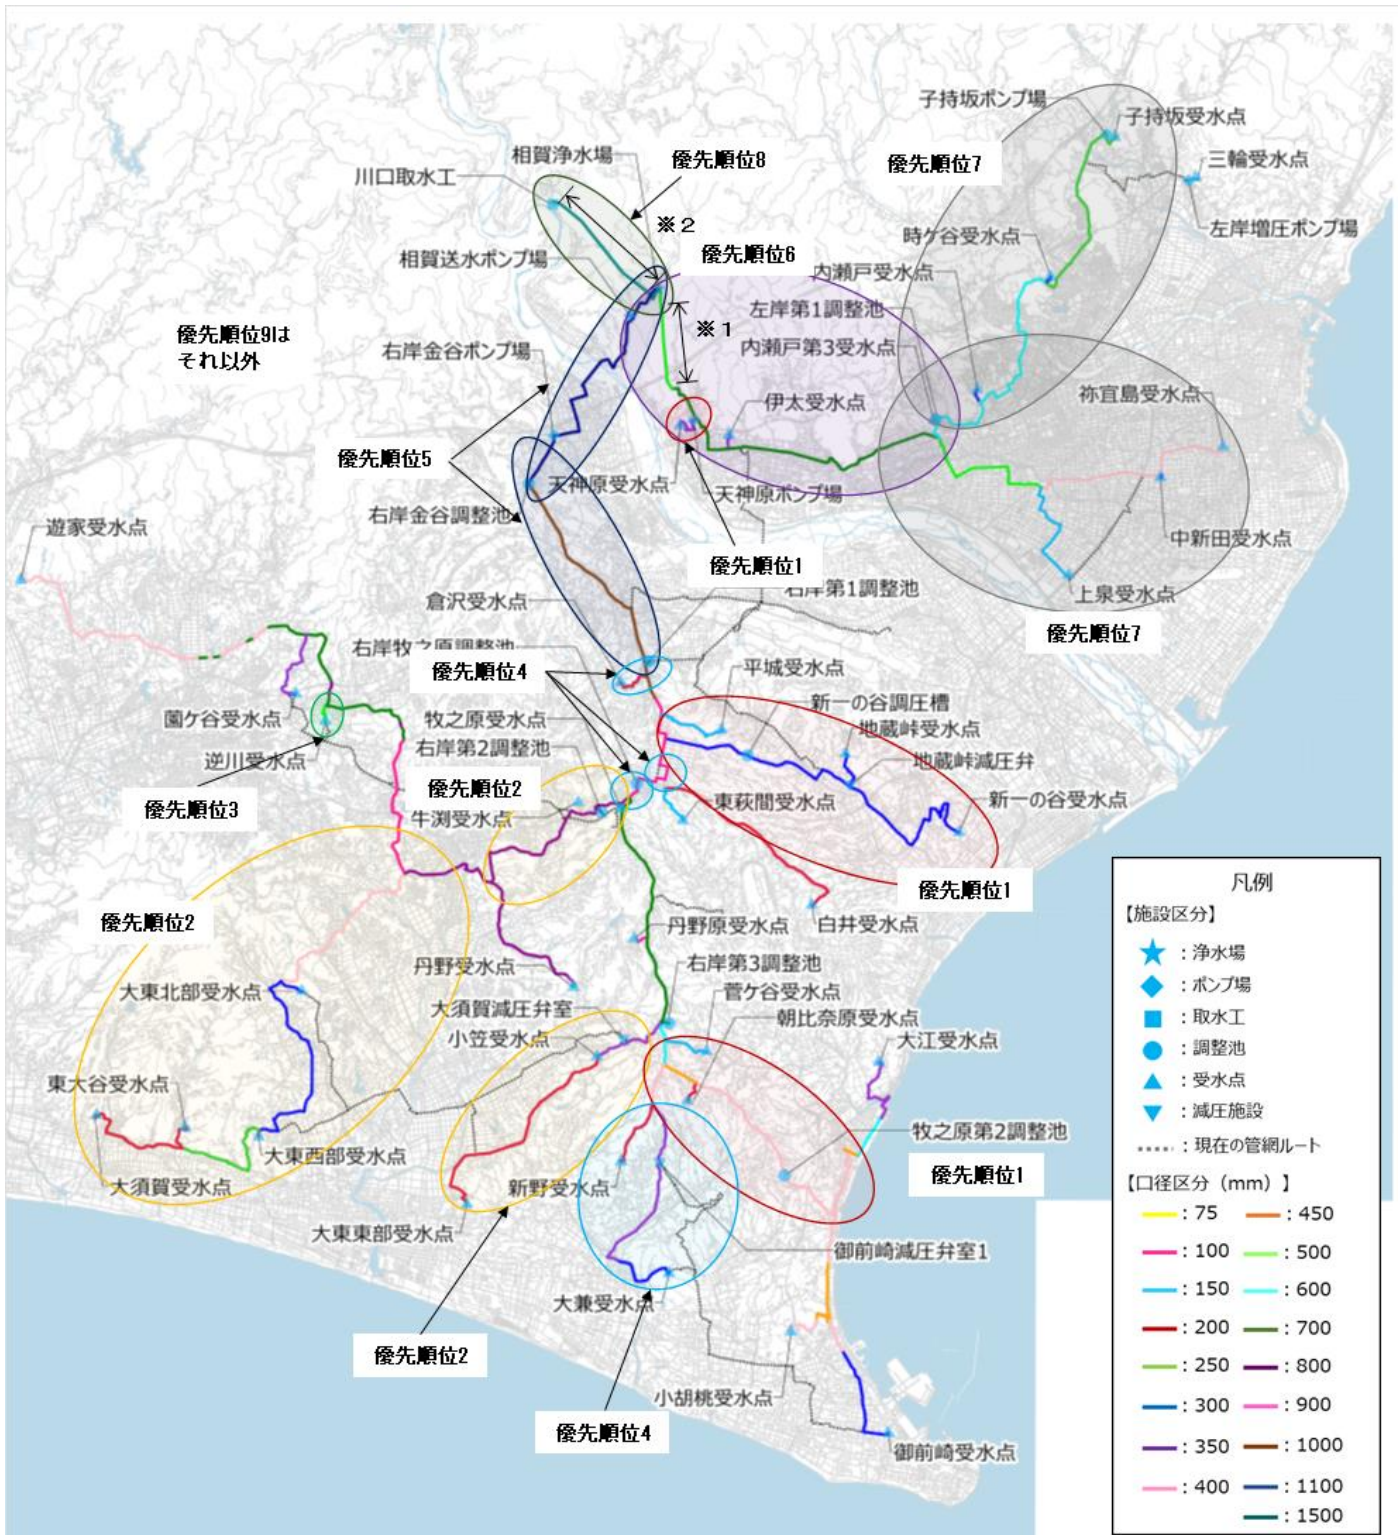 子持坂ポンプ場
子持坂受水点
相賀浄水場
優先順位8
優先順位7
三輪受水点
川口取水工
※2
左岸増圧ポンプ場
時ケ谷受水点
優先順位6
相賀送水ポンプ場
内瀬戸受水点
左岸第1調整池
※1
優先順位9は
それ以外
内瀬戸第3受水点
右岸金谷ポンプ場
祢宜島受水点
伊太受水点
優先順位5
天神原受水点
天神原ポンプ場
右岸金谷調整池
遊家受水点
中新田受水点
優先順位1
右岸第1調整池
上泉受水点
倉沢受水点
優先順位7
右岸牧之原調整池
優先順位4
平城受水点
新一の谷調圧槽
薗ケ谷受水点
牧之原受水点
地蔵峠受水点
右岸第2調整池
逆川受水点
地蔵峠減圧弁
優先順位2
優先順位3
牛渕受水点
東萩間受水点
新一の谷受水点
優先順位1
優先順位2
丹野原受水点
白井受水点
丹野受水点
右岸第3調整池
大東北部受水点
菅ケ谷受水点
大須賀減圧弁室
朝比奈原受水点
小笠受水点
大江受水点
東大谷受水点
牧之原第2調整池
大東西部受水点
優先順位1
大須賀受水点
新野受水点
大東東部受水点
御前崎減圧弁室1
大兼受水点
優先順位2
小胡桃受水点
優先順位4
御前崎受水点
凡例
【施設区分】
：浄水場
：ポンプ場
：取水工
：調整池
：受水点
：減圧施設
：現在の管網ルート
【口径区分（mm）】
：75 ：450
：100 ：500
：150 ：600
：200 ：700
：250 ：800
：300 ：900
：350 ：1000
：400 ：1100
：1500